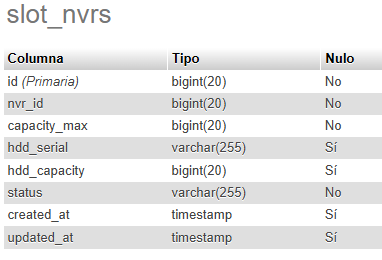 slot_nvrs
Columna Tipo Nulo
id (Primaria) bigint(20) No
nvr_id bigint(20) No
capacity_max bigint(20) No
hdd_serial varchar(255) Sí
hdd_capacity bigint(20) Sí
status varchar(255) No
created_at timestamp Sí
updated_at timestamp Sí